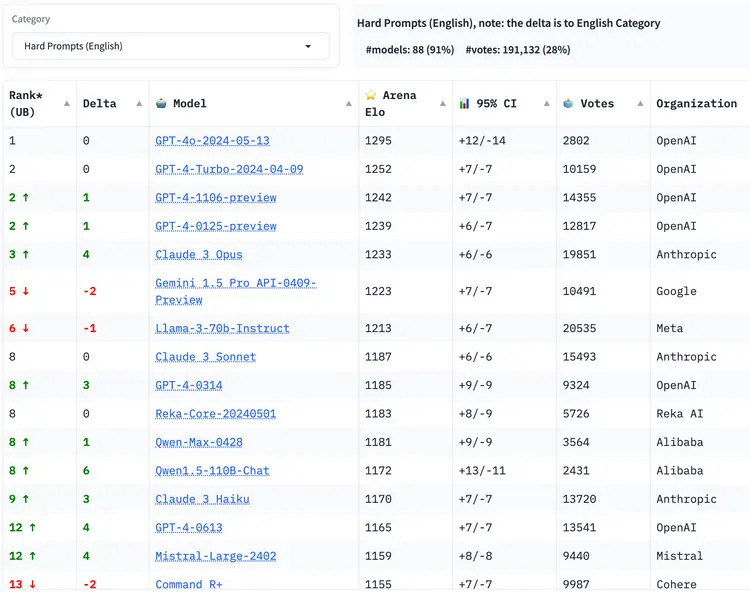 Category
Hard Prompts (English)
Hard Prompts (English), note: the delta is to English Category
#models: 88 (91%) #votes: 191,132 (28%)
Rank* (UB) Delta Model Arena Elo 95% CI Votes Organization
1 0 GPT-4o-2024-05-13 1295 +12/-14 2802 OpenAI
2 0 GPT-4-Turbo-2024-04-09 1252 +7/-7 10159 OpenAI
2 ↑ 1 GPT-4-1106-preview 1242 +7/-7 14355 OpenAI
2 ↑ 1 GPT-4-0125-preview 1239 +6/-7 12817 OpenAI
3 ↑ 4 Claude 3 Opus 1233 +6/-6 19851 Anthropic
5 ↓ -2 Gemini 1.5 Pro API-0409-Preview 1223 +7/-7 10491 Google
6 ↓ -1 Llama-3-70b-Instruct 1213 +6/-7 20535 Meta
8 0 Claude 3 Sonnet 1187 +6/-6 15493 Anthropic
8 ↑ 3 GPT-4-0314 1185 +9/-9 9324 OpenAI
8 0 Reka-Core-20240501 1183 +8/-9 5726 Reka AI
8 ↑ 1 Qwen-Max-0428 1181 +9/-9 3564 Alibaba
8 ↑ 6 Qwen1.5-110B-Chat 1172 +13/-11 2431 Alibaba
9 ↑ 3 Claude 3 Haiku 1170 +7/-7 13720 Anthropic
12 ↑ 4 GPT-4-0613 1165 +7/-7 13541 OpenAI
12 ↑ 4 Mistral-Large-2402 1159 +8/-8 9440 Mistral
13 ↓ -2 Command R+ 1155 +7/-7 9987 Cohere